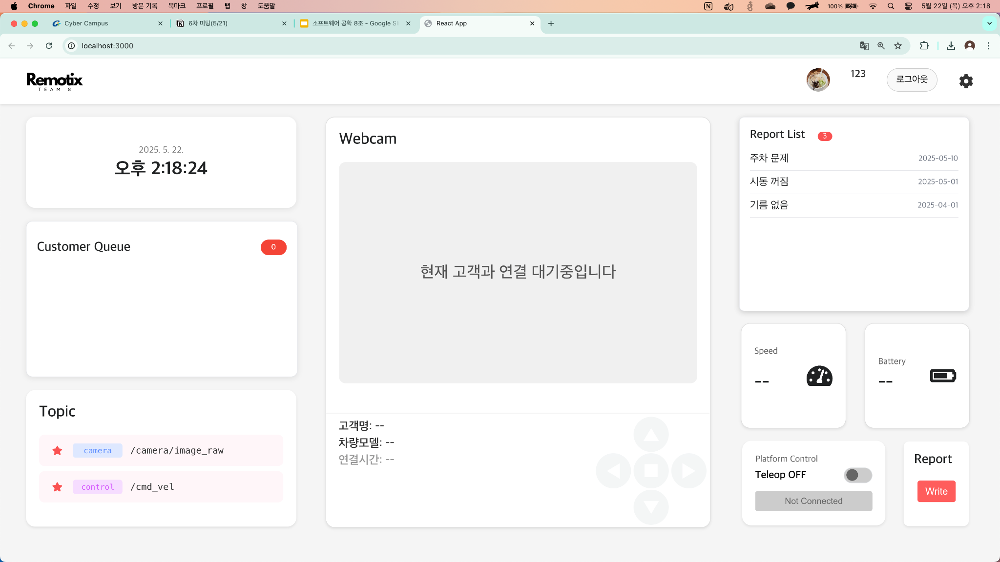 Chrome 파일 수정 보기 방문 기록 북마크 프로필 탭 창 도움말 100% 5월 22일 (목) 오후 2:18
Cyber Campus 6차 미팅(5/21) 소프트웨어 공학 8조 - Google Sli React App
localhost:3000
Remotix
TEAM 8
123
로그아웃
2025. 5. 22.
오후 2:18:24
Customer Queue 0
Topic
camera /camera/image_raw
control /cmd_vel
Webcam
현재 고객과 연결 대기중입니다
고객명: --
차량모델: --
연결시간: --
Report List 3
주차 문제 2025-05-10
시동 꺼짐 2025-05-01
기름 없음 2025-04-01
Speed
--
Battery
--
Platform Control
Teleop OFF
Not Connected
Report
Write